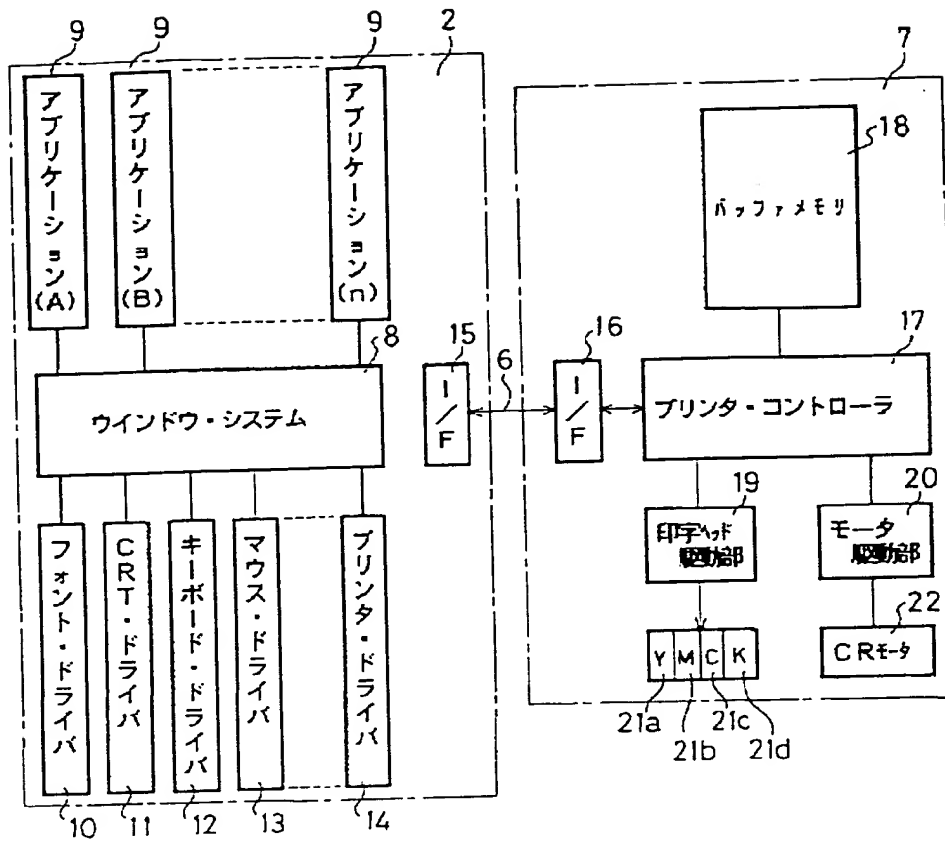 9
9
9
2
アプリケーション(A)
アプリケーション(B)
アプリケーション(n)
8
ウインドウ・システム
15
I/F
6
フォント・ドライバ
CRT・ドライバ
キーボード・ドライバ
マウス・ドライバ
プリンタ・ドライバ
10
11
12
13
14
7
18
バッファメモリ
16
I/F
17
プリンタ・コントローラ
19
印字ヘッド
駆動部
20
モータ
駆動部
Y M C K
22
CRモータ
21a
21b
21c
21d